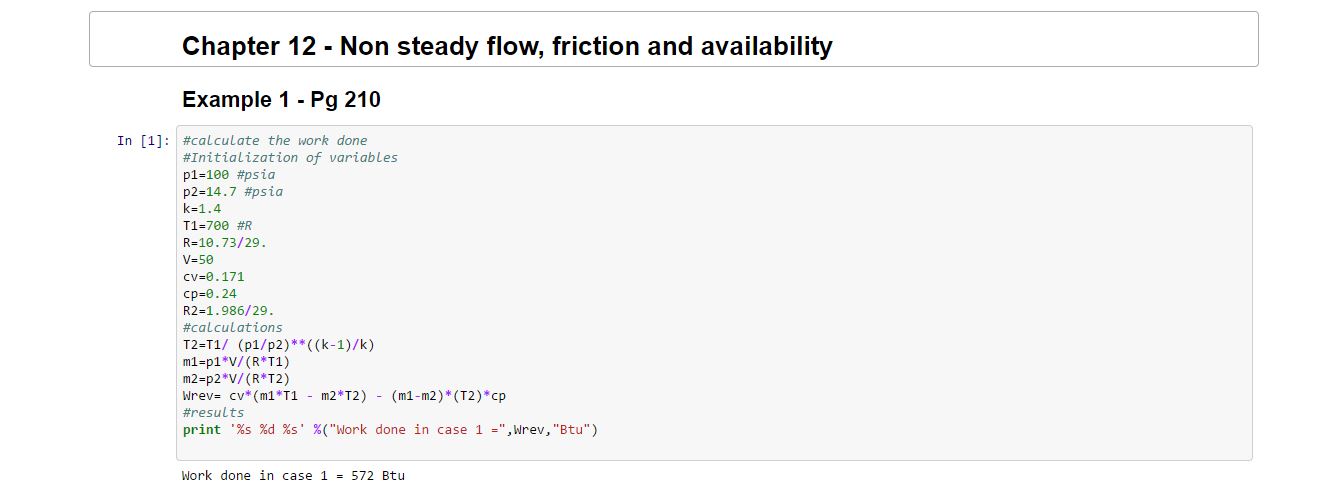 Chapter 12 - Non steady flow, friction and availability
Example 1 - Pg 210
In [1]: #calculate the work done
#Initialization of variables
p1=100 #psia
p2=14.7 #psia
k=1.4
T1=700 #R
R=10.73/29.
V=50
cv=0.171
cp=0.24
R2=1.986/29.
#calculations
T2=T1/ (p1/p2)**((k-1)/k)
m1=p1*V/(R*T1)
m2=p2*V/(R*T2)
Wrev= cv*(m1*T1 - m2*T2) - (m1-m2)*(T2)*cp
#results
print '%s %d %s' %("Work done in case 1 =",Wrev,"Btu")
Work done in case 1 = 572 Btu